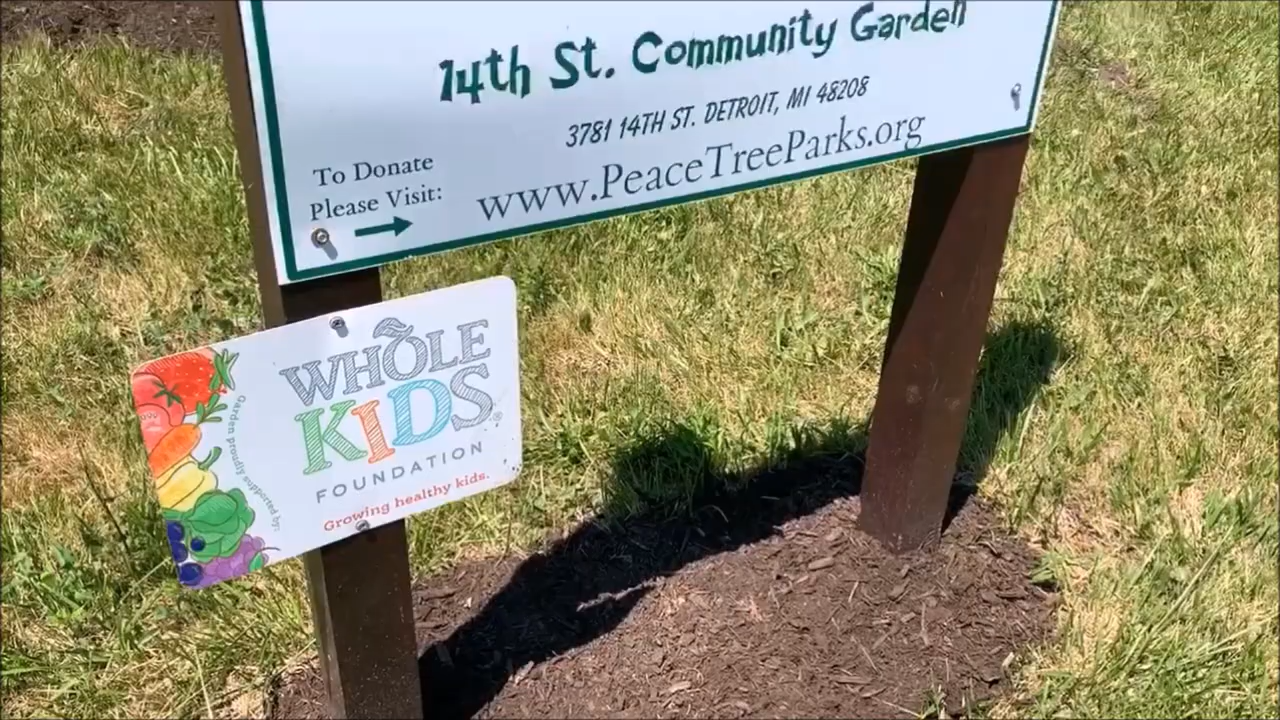 14th St. Community Garden
3781 14TH ST. DETROIT, MI 48208
To Donate
Please Visit:
www.PeaceTreeParks.org
Garden proudly supported by:
WHOLE
KIDS®
FOUNDATION
Growing healthy kids.